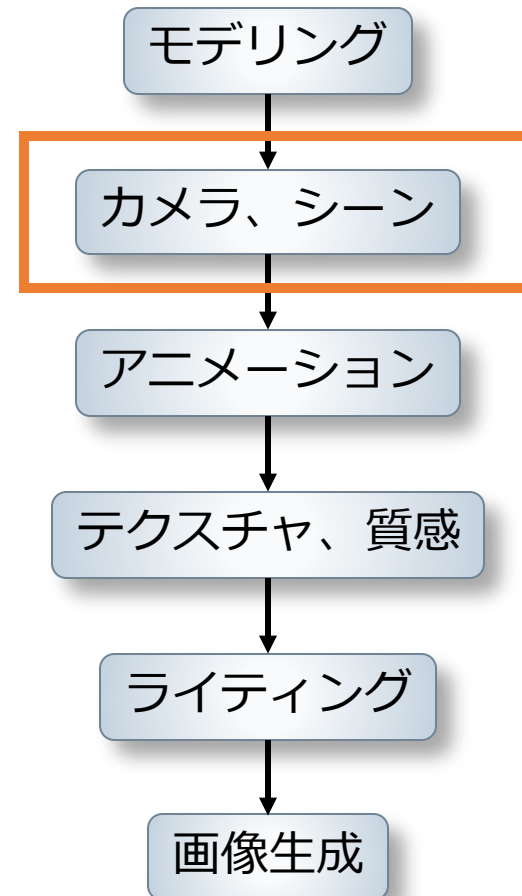 モデリング
カメラ、シーン
アニメーション
テクスチャ、質感
ライティング
画像生成